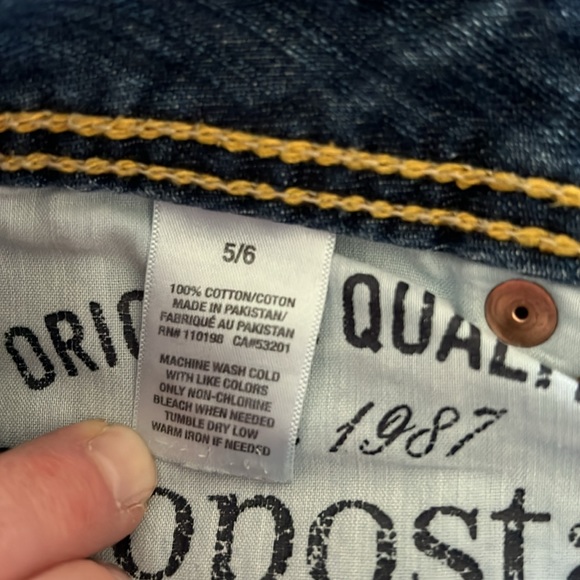 5/6
100% COTTON/COTON
MADE IN PAKISTAN/
FABRIQUÉ AU PAKISTAN
RN# 110198 CA#53201
MACHINE WASH COLD
WITH LIKE COLORS
ONLY NON-CHLORINE
BLEACH WHEN NEEDED
TUMBLE DRY LOW
WARM IRON IF NEEDED
ORIG QUAL
1987
oposta